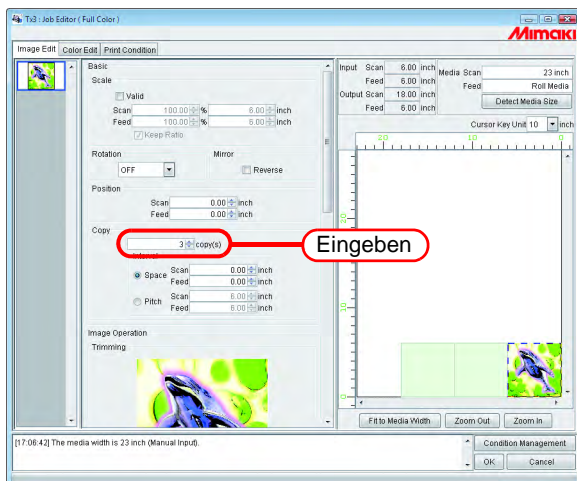 Tx3 : Job Editor ( Full Color )
Mimaki
Image Edit Color Edit Print Condition
Basic
Scale
Valid
Scan 100.00 % 6.00 inch
Feed 100.00 % 6.00 inch
Keep Ratio
Rotation Mirror
OFF Reverse
Position
Scan 0.00 inch
Feed 0.00 inch
Copy
3 copy(s)
Interval
Space Scan 0.00 inch
Feed 0.00 inch
Pitch Scan 6.00 inch
Feed 6.00 inch
Image Operation
Trimming
Eingeben
Input Scan 6.00 inch
Feed 6.00 inch
Output Scan 18.00 inch
Feed 6.00 inch
Media Scan 23 inch
Feed Roll Media
Detect Media Size
Cursor Key Unit 10 inch
20 10 0
20
10
0
Fit to Media Width Zoom Out Zoom In
[17:06:42] The media width is 23 inch (Manual Input).
Condition Management
OK Cancel